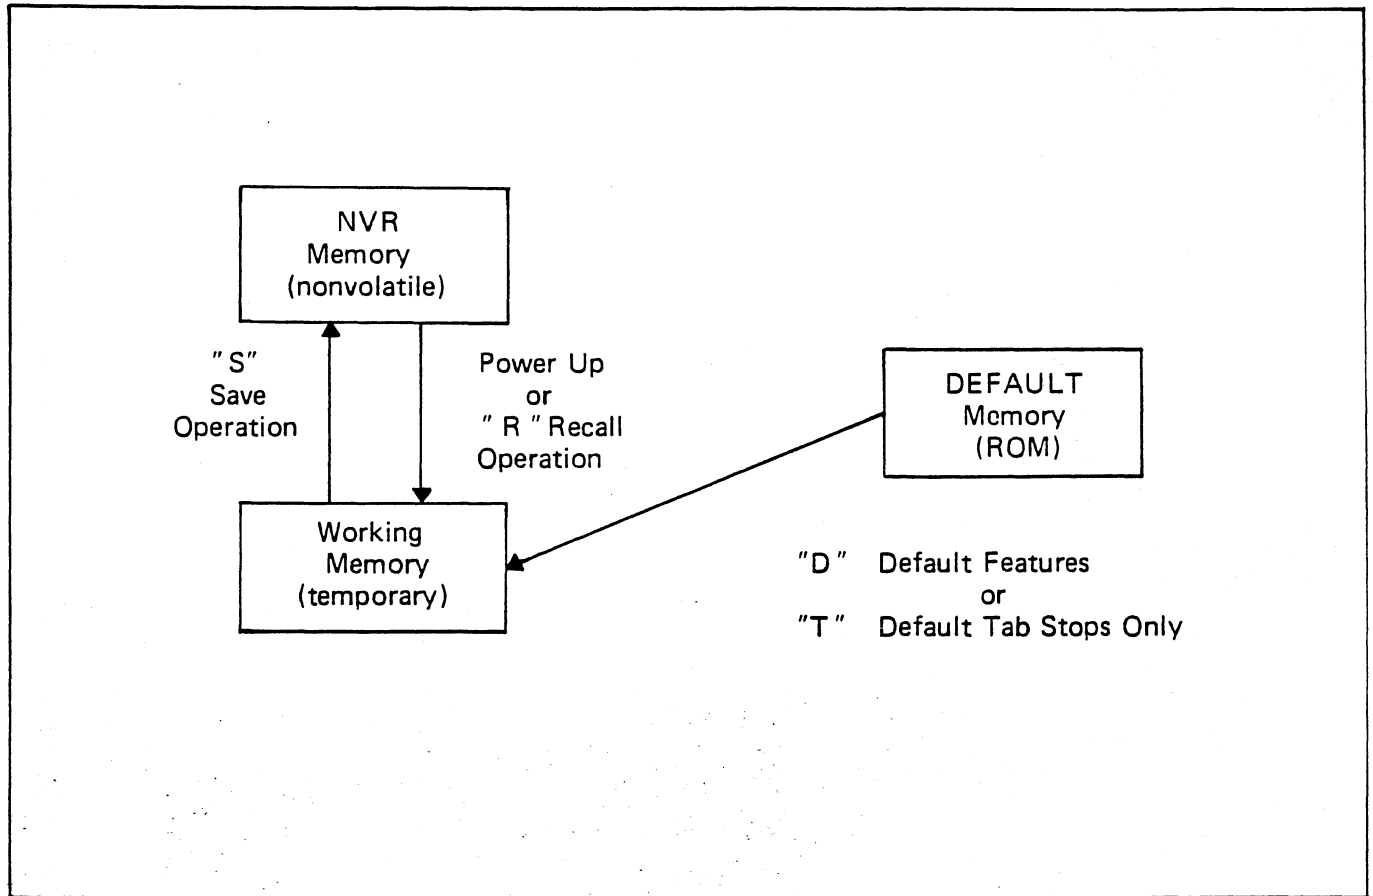 NVR
Memory
(nonvolatile)
"S"
Save
Operation
Power Up
or
"R" Recall
Operation
DEFAULT
Memory
(ROM)
Working
Memory
(temporary)
"D" Default Features
or
"T" Default Tab Stops Only